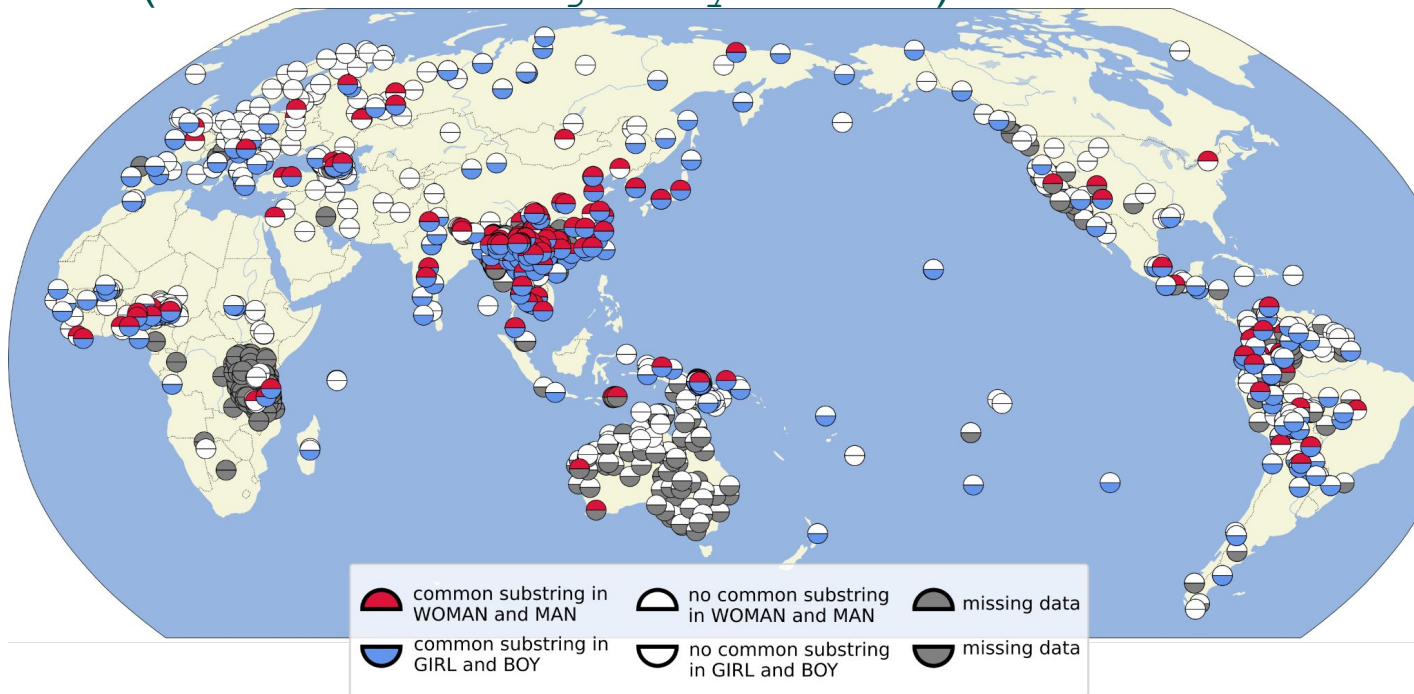 common substring in
WOMAN and MAN
no common substring
in WOMAN and MAN
missing data
common substring in
GIRL and BOY
no common substring
in GIRL and BOY
missing data